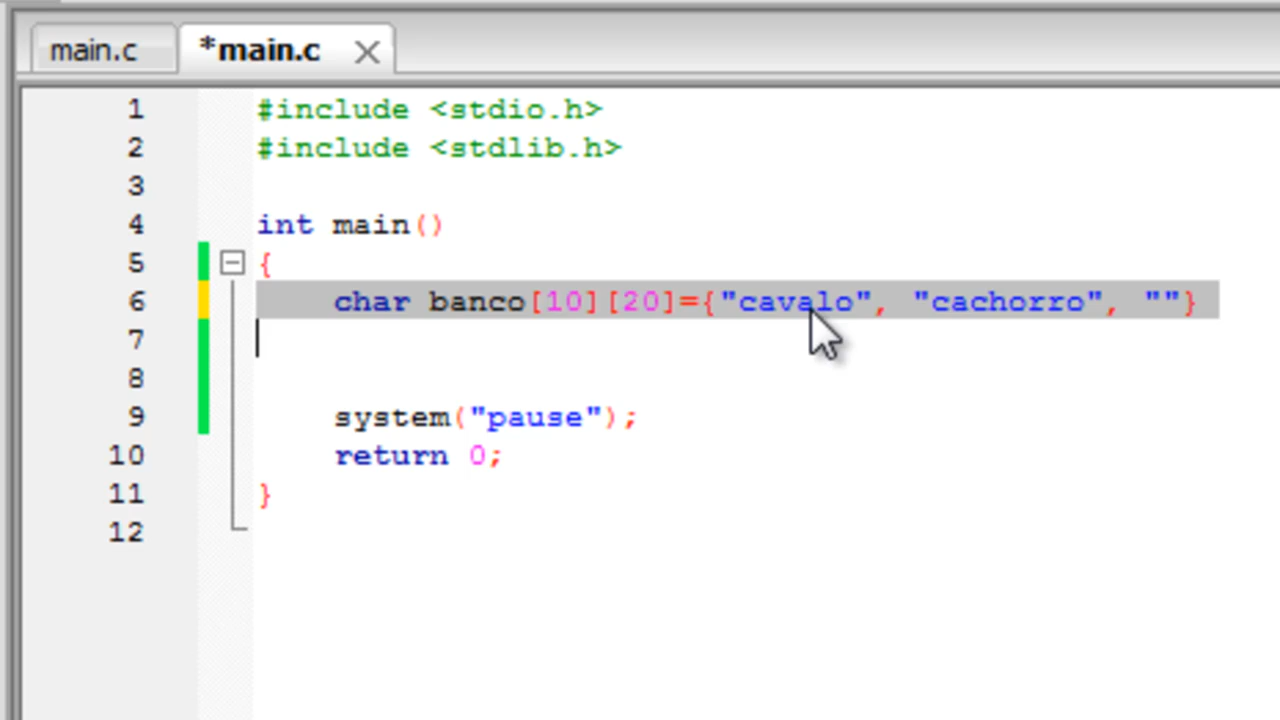 main.c *main.c
1 #include <stdio.h>
2 #include <stdlib.h>
3
4 int main()
5 {
6 char banco[10][20]={"cavalo", "cachorro", ""}
7
8
9 system("pause");
10 return 0;
11 }
12